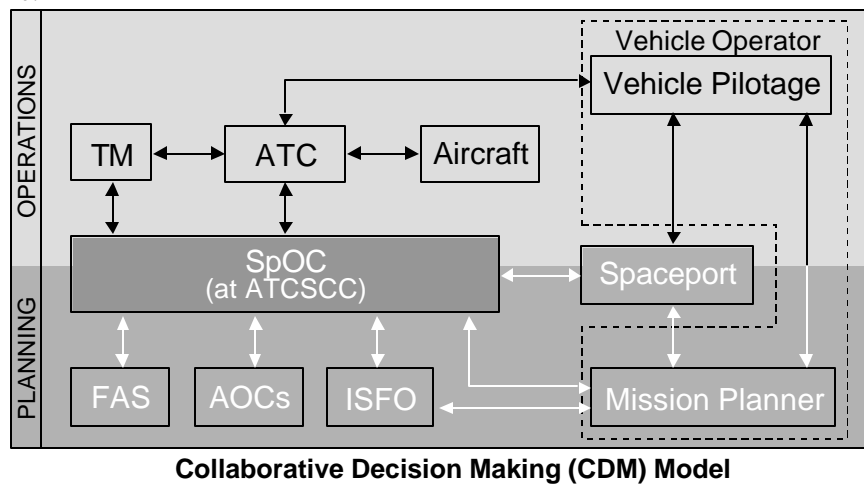 OPERATIONS
Vehicle Operator
Vehicle Pilotage
TM
ATC
Aircraft
SpOC
(at ATCSCC)
Spaceport
PLANNING
FAS
AOCs
ISFO
Mission Planner
Collaborative Decision Making (CDM) Model